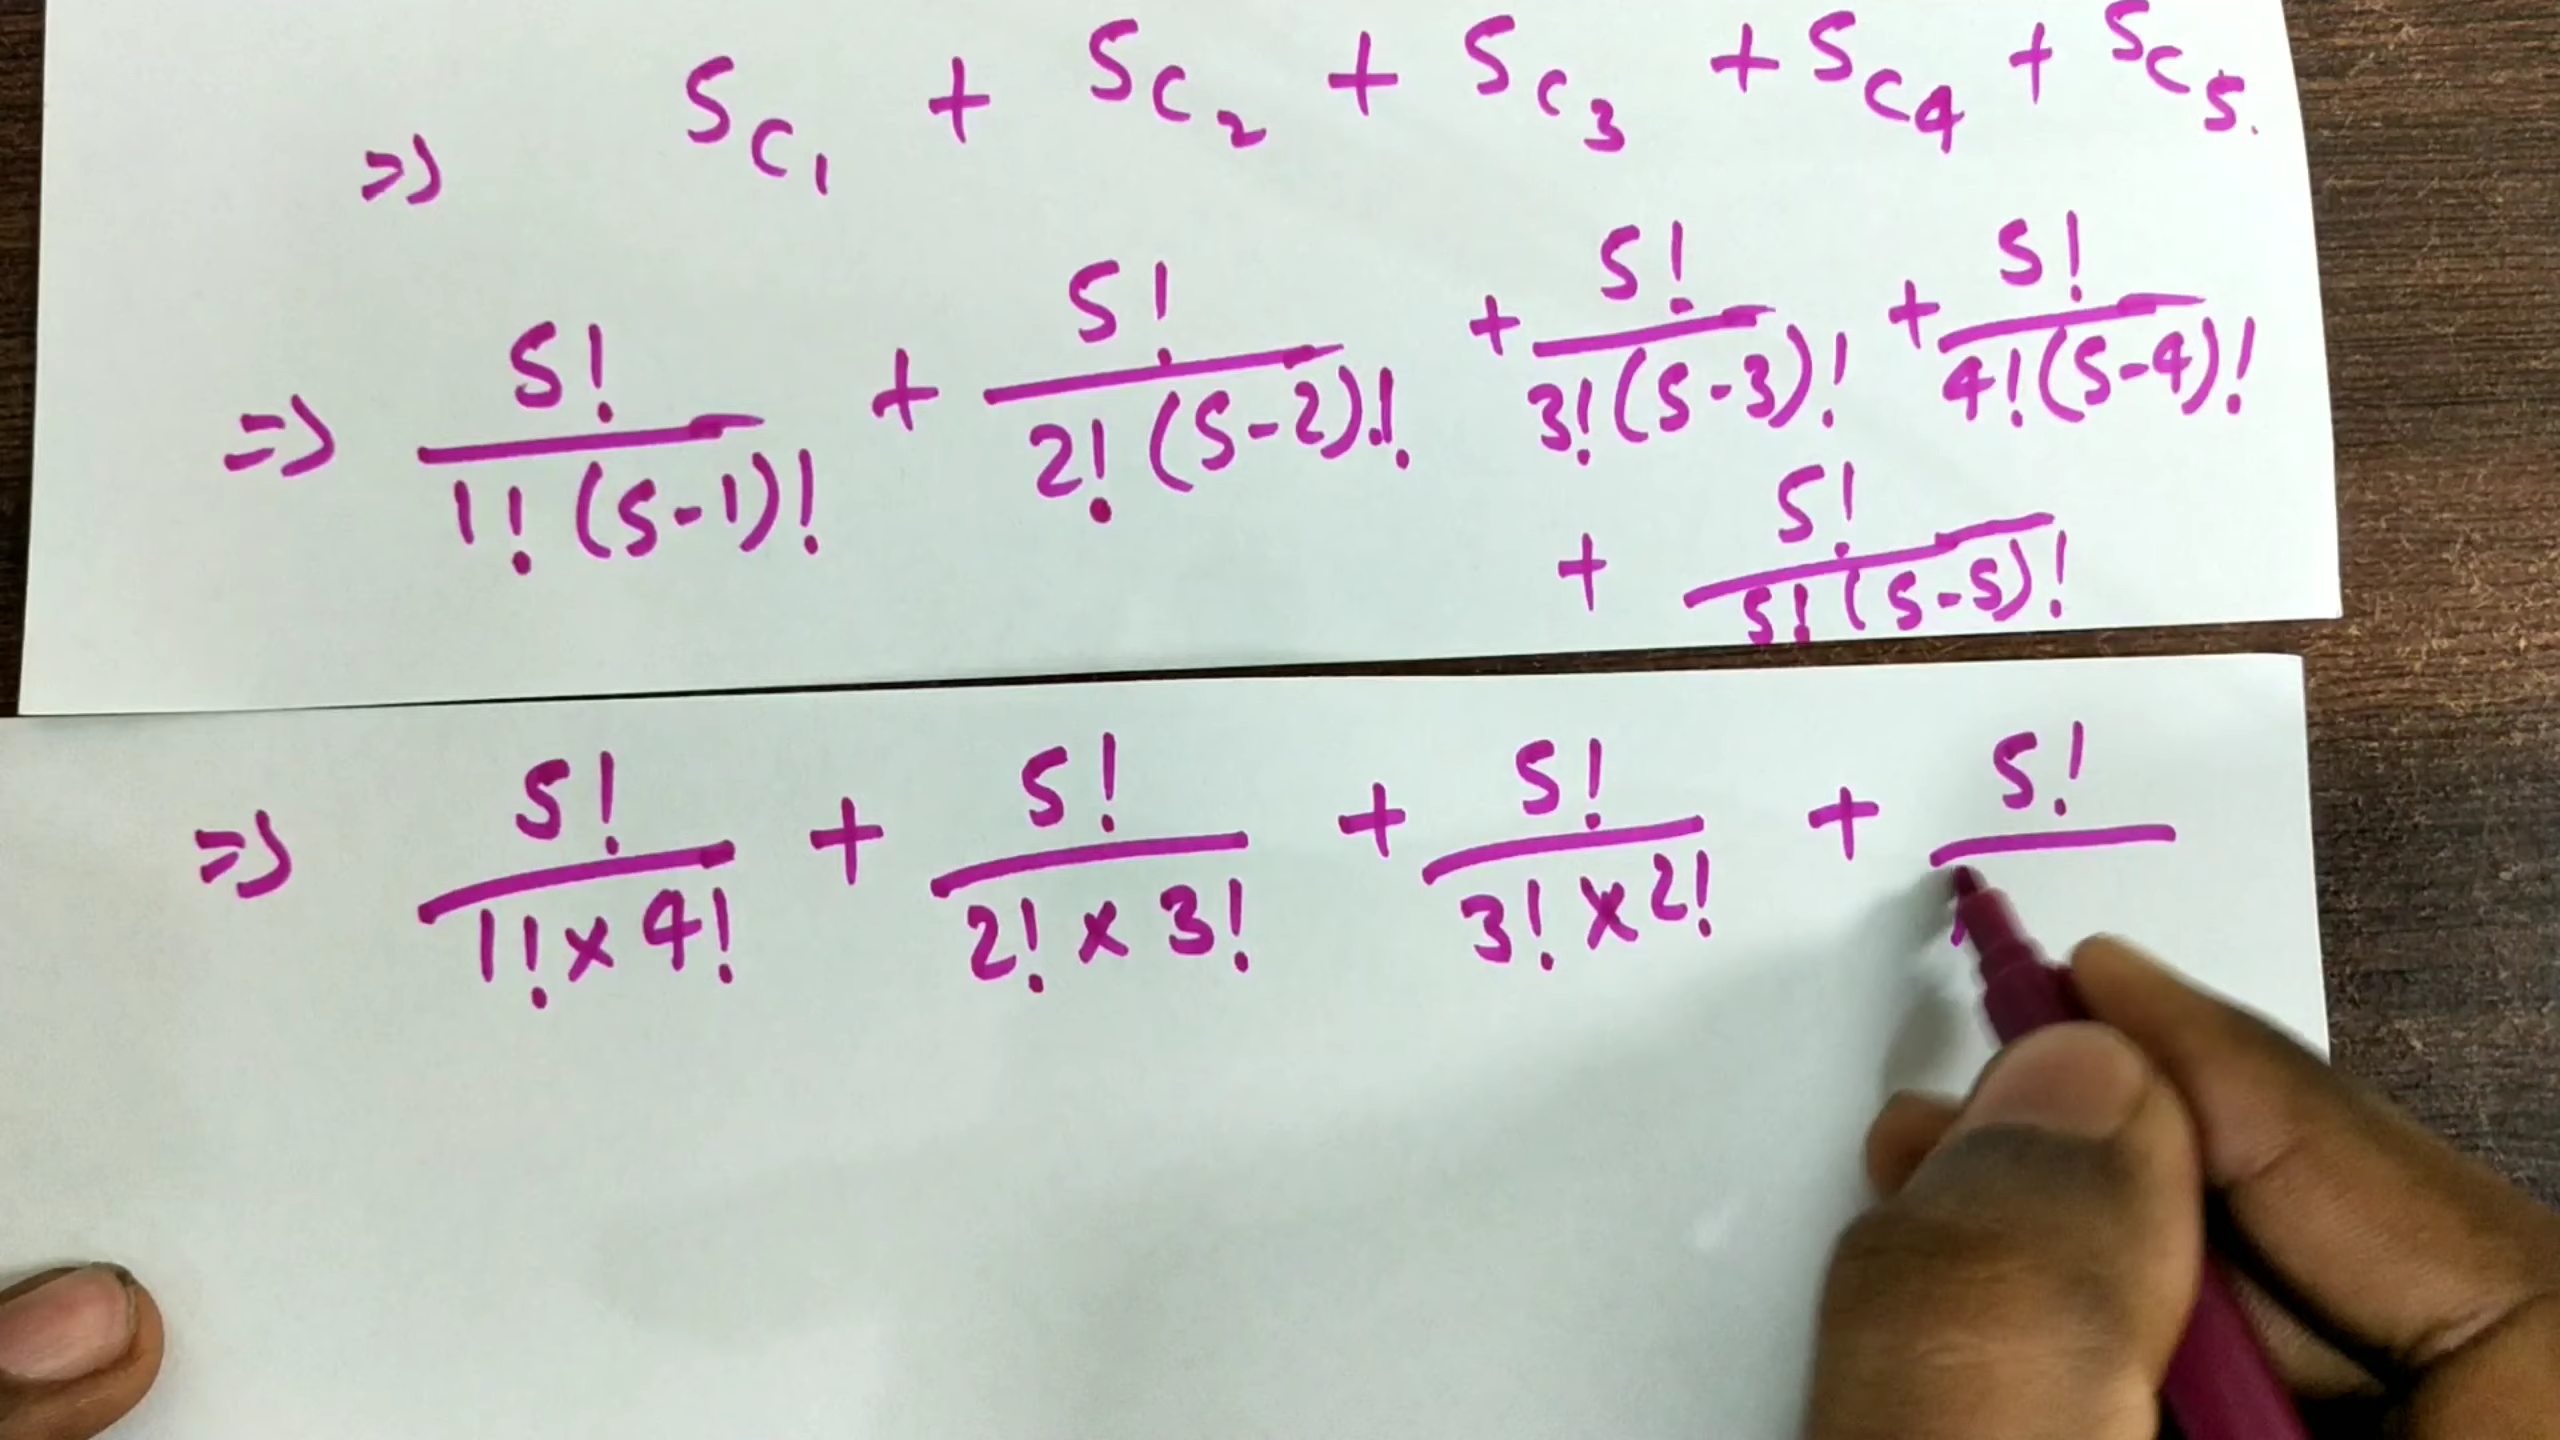 => 5c₁ + 5c₂ + 5c₃ + 5c₄ + 5c₅.
=> 5!/1!(5-1)! + 5!/2!(5-2)! + 5!/3!(5-3)! + 5!/4!(5-4)!
+ 5!/5!(5-5)!
=> 5!/1!×4! + 5!/2!×3! + 5!/3!×2! + 5!/